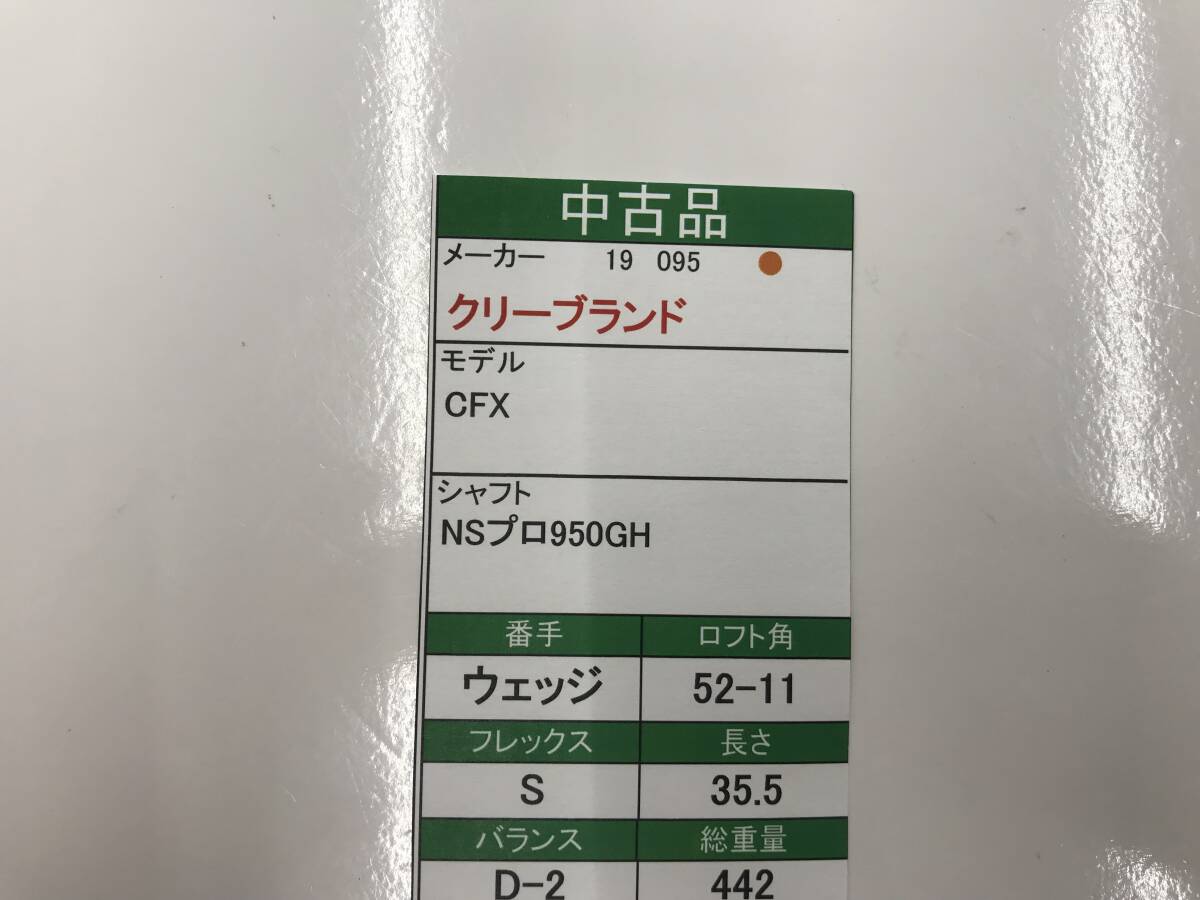 中古品
メーカー 19 095
クリーブランド
モデル
CFX
シャフト
NSプロ950GH
番手 ロフト角
ウェッジ 52-11
フレックス 長さ
S 35.5
バランス 総重量
D-2 442